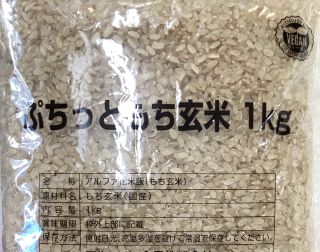 VEGAN
ぷちっともち玄米 1kg
名 称 アルファ化米飯(もち玄米)
原材料名 もち玄米(国産)
内 容 量 1kg
賞味期限 枠外上部に記載
保存方法 直射日光、高温多湿を避けて常温で保存してください。